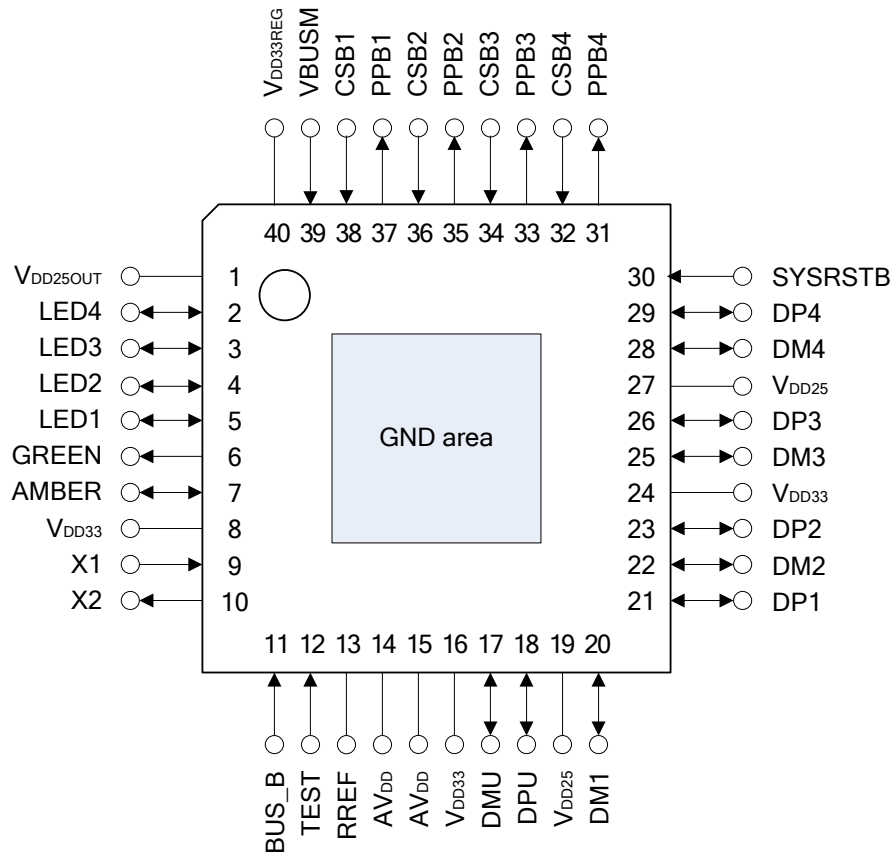 VDD33REG
VBUSM
CSB1
PPB1
CSB2
PPB2
CSB3
PPB3
CSB4
PPB4
40 39 38 37 36 35 34 33 32 31
VDD25OUT 1
LED4 2
LED3 3
LED2 4
LED1 5
GREEN 6
AMBER 7
VDD33 8
X1 9
X2 10
GND area
30 SYSRSTB
29 DP4
28 DM4
27 VDD25
26 DP3
25 DM3
24 VDD33
23 DP2
22 DM2
21 DP1
11 12 13 14 15 16 17 18 19 20
BUS_B
TEST
RREF
AVDD
AVDD
VDD33
DMU
DPU
VDD25
DM1